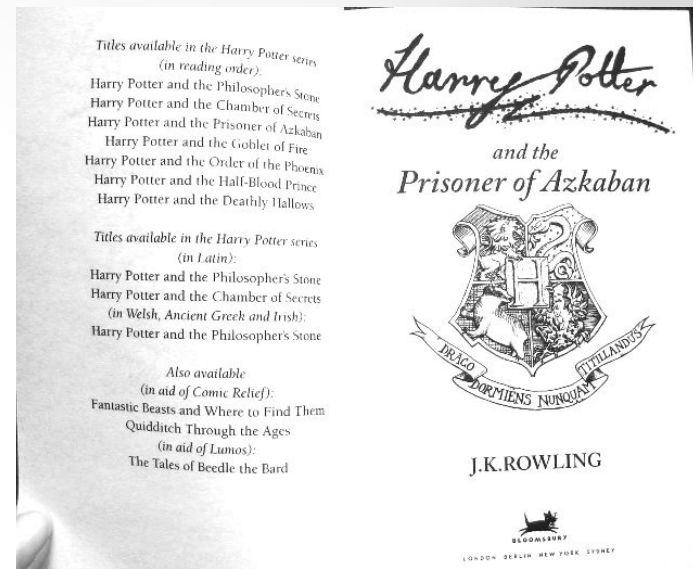 Titles available in the Harry Potter series
(in reading order):
Harry Potter and the Philosopher's Stone
Harry Potter and the Chamber of Secrets
Harry Potter and the Prisoner of Azkaban
Harry Potter and the Goblet of Fire
Harry Potter and the Order of the Phoenix
Harry Potter and the Half-Blood Prince
Harry Potter and the Deathly Hallows
Titles available in the Harry Potter series
(in Latin):
Harry Potter and the Philosopher's Stone
Harry Potter and the Chamber of Secrets
(in Welsh, Ancient Greek and Irish):
Harry Potter and the Philosopher's Stone
Also available
(in aid of Comic Relief):
Fantastic Beasts and Where to Find Them
Quidditch Through the Ages
(in aid of Lumos):
The Tales of Beedle the Bard
Harry Potter
and the
Prisoner of Azkaban
H
DRACO
DORMIENS NUNQUAM
TITILLANDUS
J.K.ROWLING
BLOOMSBURY
LONDON BERLIN NEW YORK SYDNEY